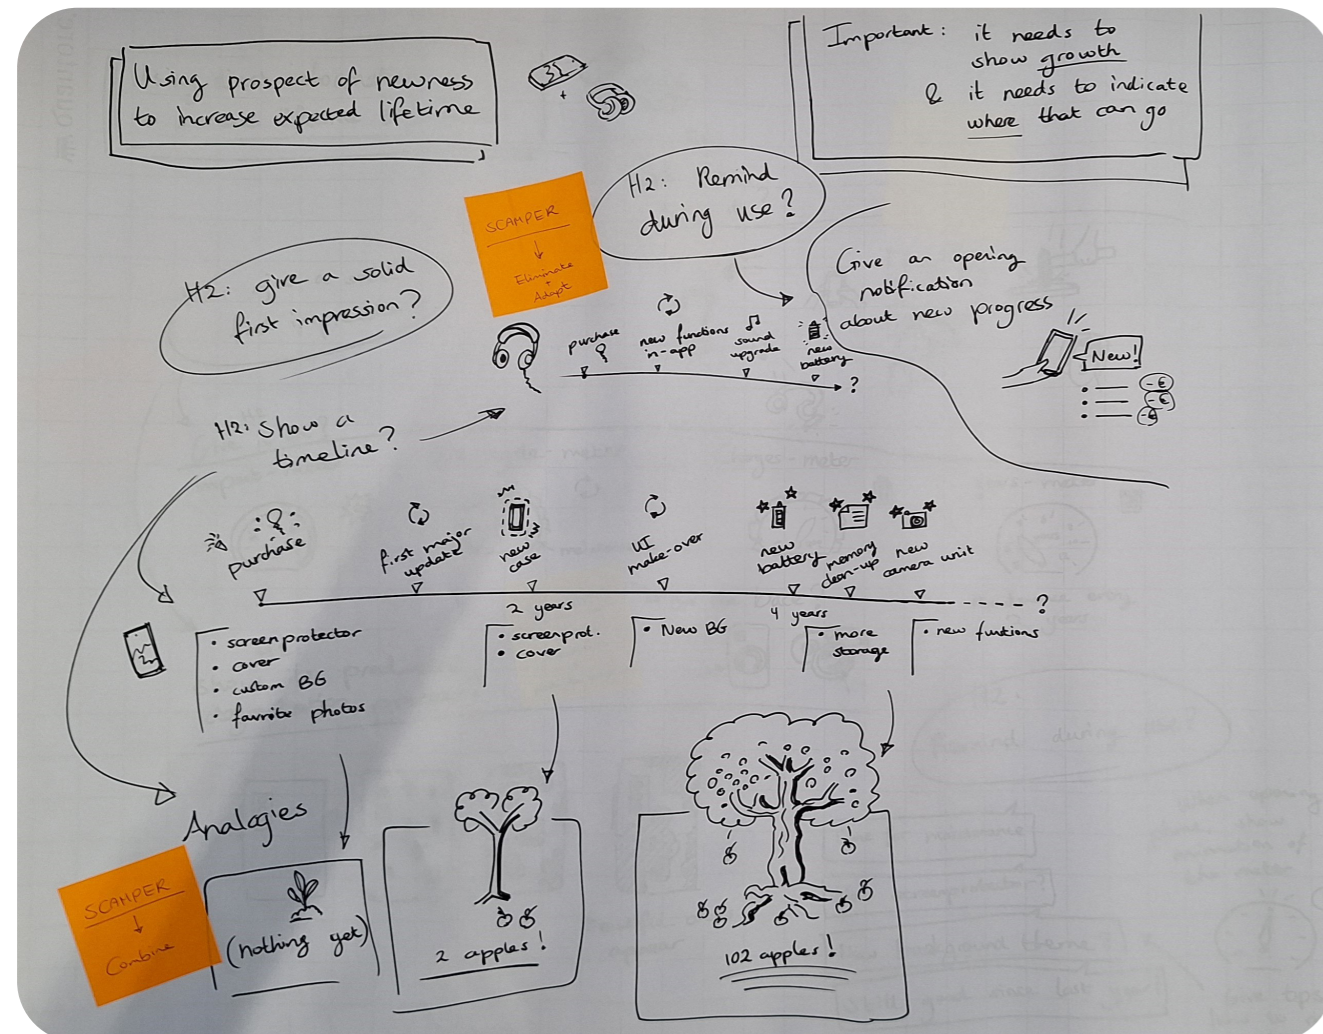 Using prospect of newness
to increase expected lifetime
31
+
Important: it needs to
show growth
& it needs to indicate
where that can go
SCAMPER
↓
Eliminate
+
Adapt
H2: Remind
during use?
H2: give a solid
first impression?
Give an opening
notification
about new progress
New!
- €
- €
- €
purchase
new functions
in-app
sound
upgrade
new
battery
?
H2: Show a
timeline?
purchase
first major
update
new
case
UI
make-over
new
battery
memory
clean-up
new
camera unit
2 years
4 years
?
• screenprotector
• cover
• custom BG
• favrite photos
• screenprot.
• cover
• New BG
• more
storage
• new funtions
Analogies
SCAMPER
↓
Combine
(nothing yet)
2 apples!
102 apples!